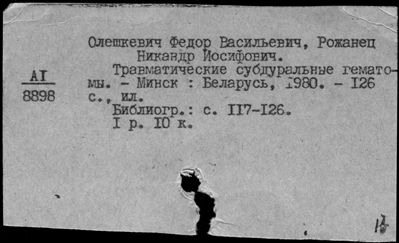 Олешкевич Федор Васильевич, Рожанец
Никандр Иосифович.
Травматические субдуральные гемато-
мы. - Минск : Беларусь, 1980. - 126
с., ил.
Библиогр.: с. 117-126.
1 р. 10 к.
АI
8898